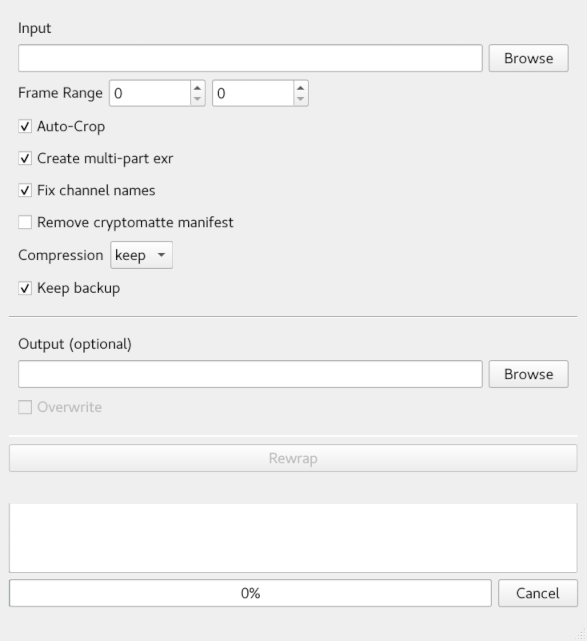 Input
Browse
Frame Range 0 0
Auto-Crop
Create multi-part exr
Fix channel names
Remove cryptomatte manifest
Compression keep
Keep backup
Output (optional)
Browse
Overwrite
Rewrap
0% Cancel